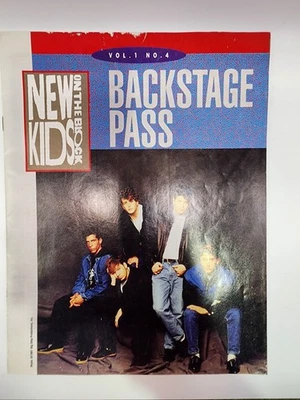 VOL.1 NO.4
NEW
KIDS
ON THE BLOCK
BACKSTAGE
PASS